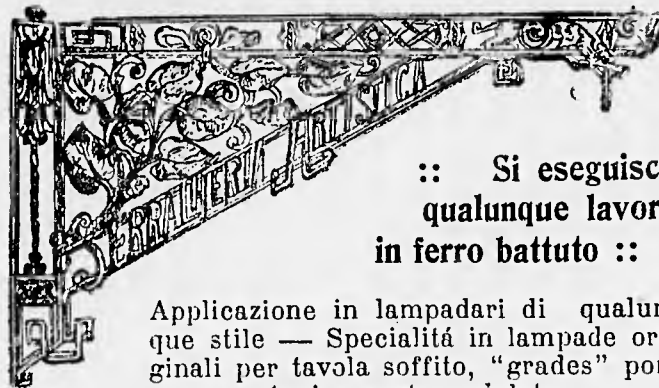 SERRALHERIA ARTISTICA
:: Si eseguisc
qualunque lavor
in ferro battuto ::
Applicazione in lampadari di qualun
que stile — Specialitá in lampade or
ginali per tavola soffito, "grades" por